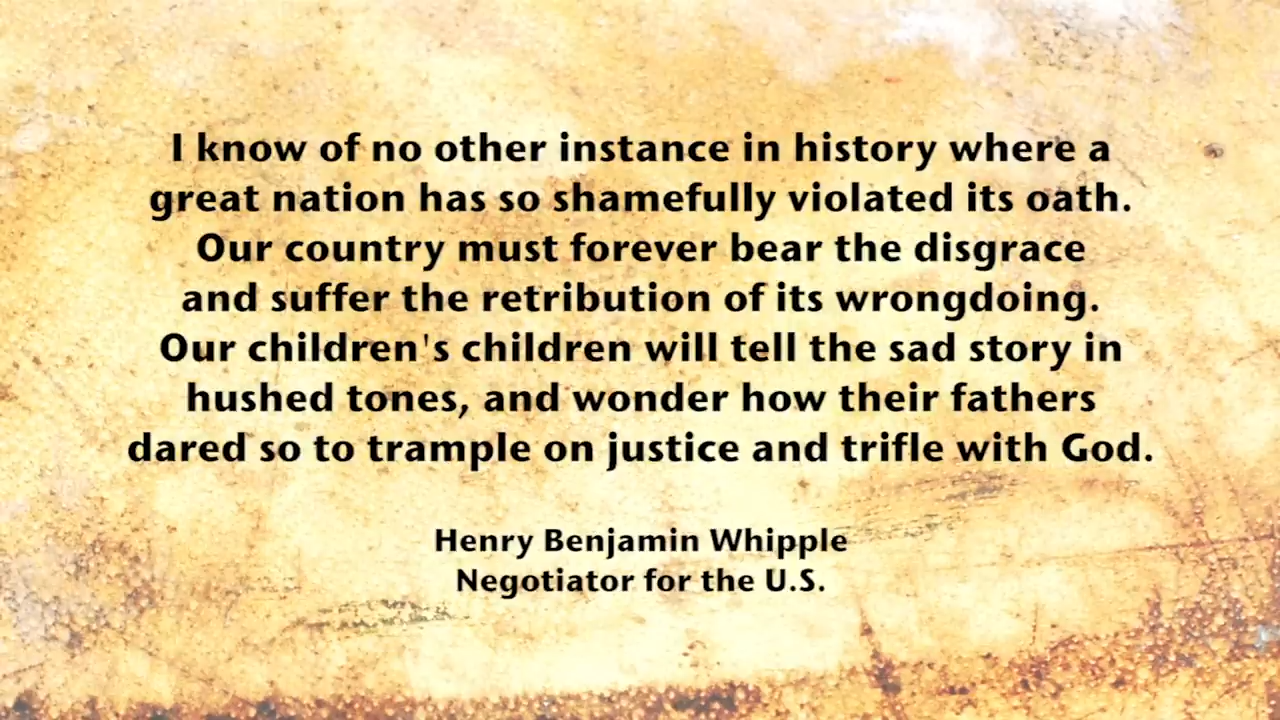 I know of no other instance in history where a
great nation has so shamefully violated its oath.
Our country must forever bear the disgrace
and suffer the retribution of its wrongdoing.
Our children's children will tell the sad story in
hushed tones, and wonder how their fathers
dared so to trample on justice and trifle with God.
Henry Benjamin Whipple
Negotiator for the U.S.